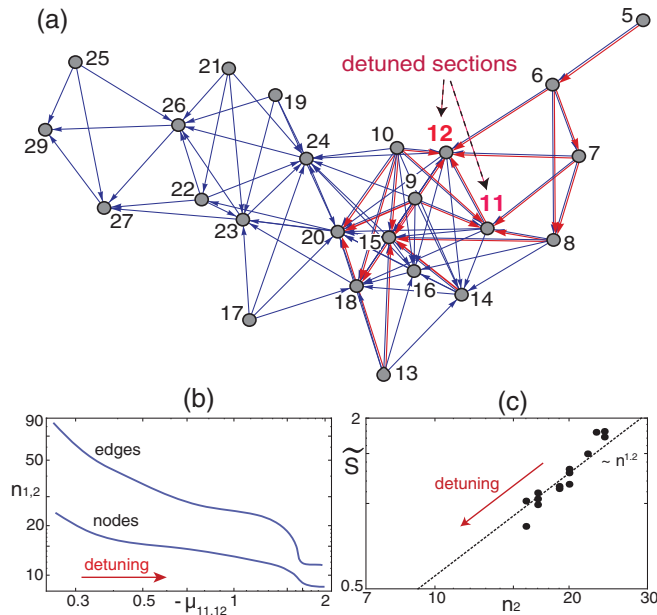 (a)
5
25
21
6
26
19
detuned sections
29
24
10
12
7
9
11
22
27
23
20
15
8
18
16
14
17
13
(b)
(c)
90
50
20
10
n1,2
edges
nodes
detuning
0.3
0.5
1
2
-μ11,12
2
0.5
S̃
detuning
~ n^1.2
7
10
20
30
n2